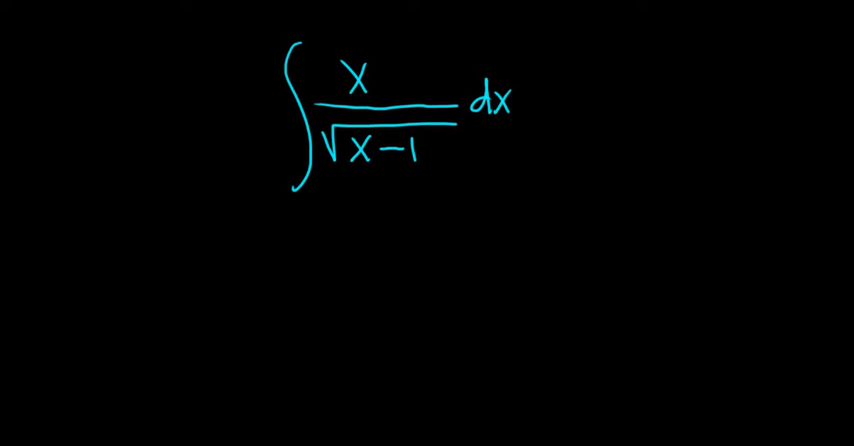 ∫ x/√(x-1) dx